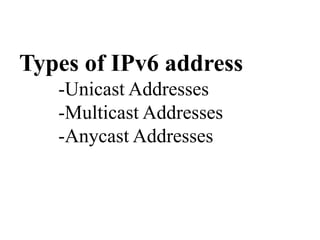 Types of IPv6 address
-Unicast Addresses
-Multicast Addresses
-Anycast Addresses